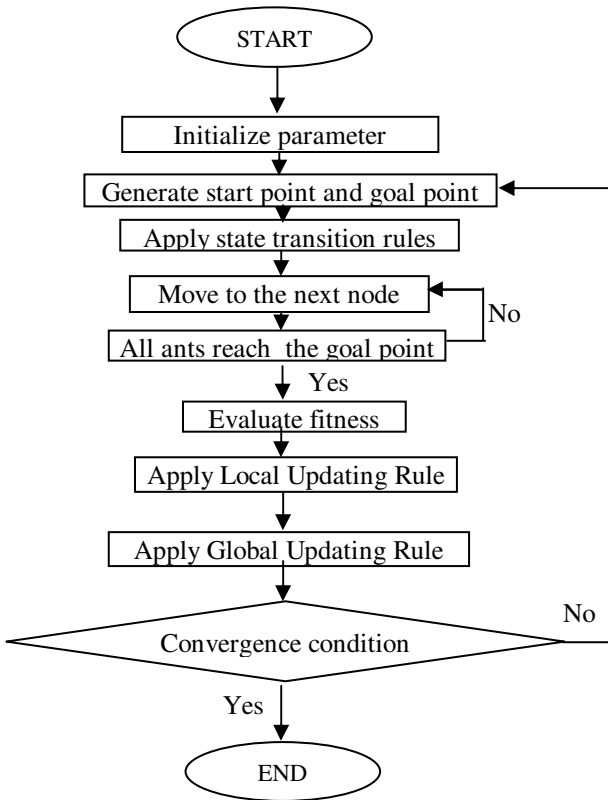 START
Initialize parameter
Generate start point and goal point
Apply state transition rules
Move to the next node
No
All ants reach the goal point
Yes
Evaluate fitness
Apply Local Updating Rule
Apply Global Updating Rule
No
Convergence condition
Yes
END